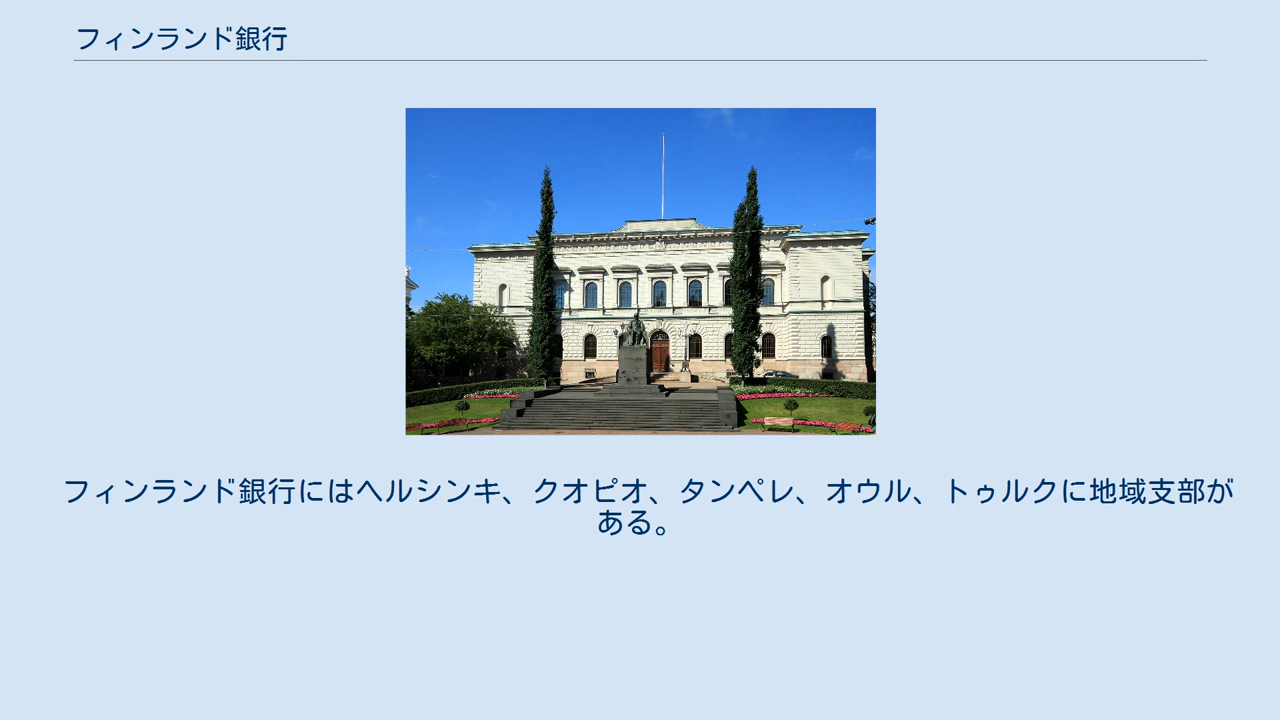 フィンランド銀行
フィンランド銀行にはヘルシンキ、クオピオ、タンペレ、オウル、トゥルクに地域支部が
ある。